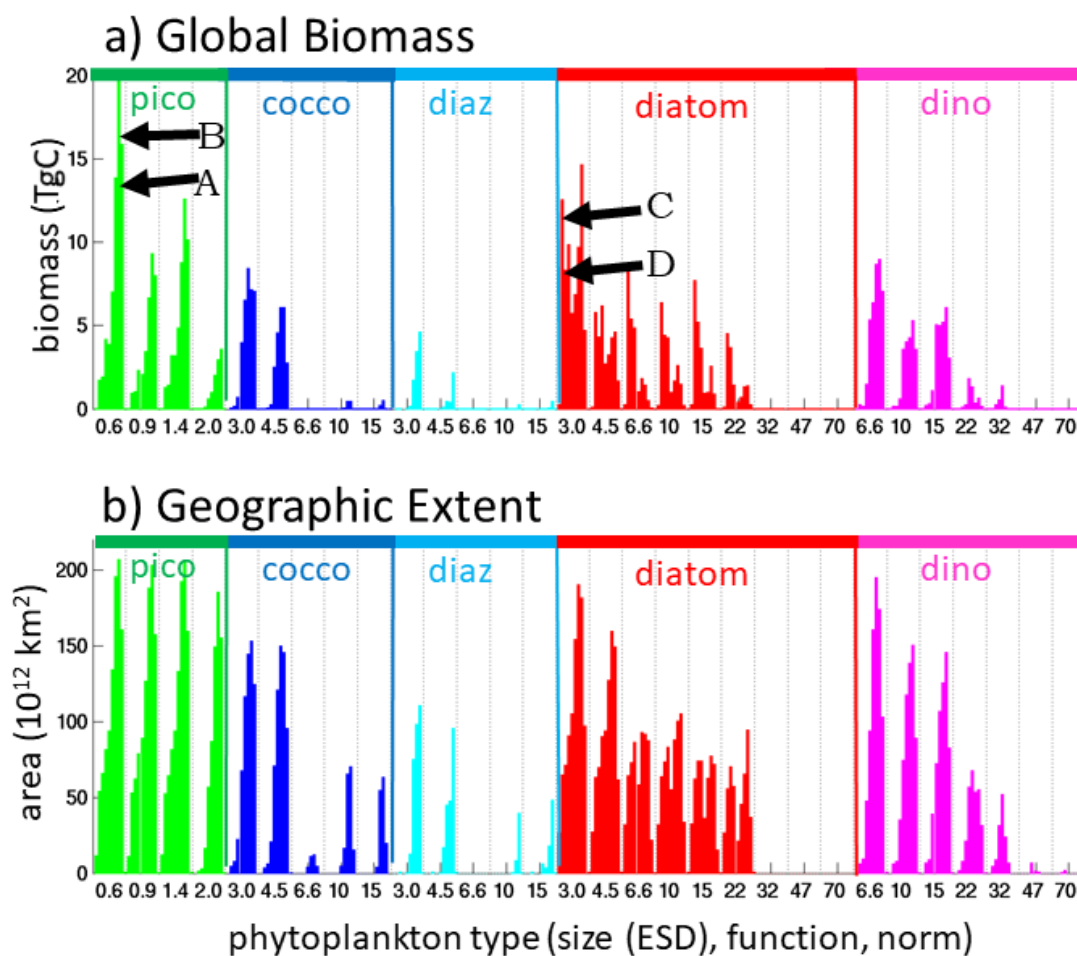 a) Global Biomass
20
pico cocco diaz diatom dino
B
15
A
C
10
D
5
0
biomass (TgC)
0.6 0.9 1.4 2.0 3.0 4.5 6.6 10 15 3.0 4.5 6.6 10 15 3.0 4.5 6.6 10 15 22 32 47 70 6.6 10 15 22 32 47 70
b) Geographic Extent
pico cocco diaz diatom dino
200
150
100
50
0
area (10¹² km²)
0.6 0.9 1.4 2.0 3.0 4.5 6.6 10 15 3.0 4.5 6.6 10 15 3.0 4.5 6.6 10 15 22 32 47 70 6.6 10 15 22 32 47 70
phytoplankton type (size (ESD), function, norm)